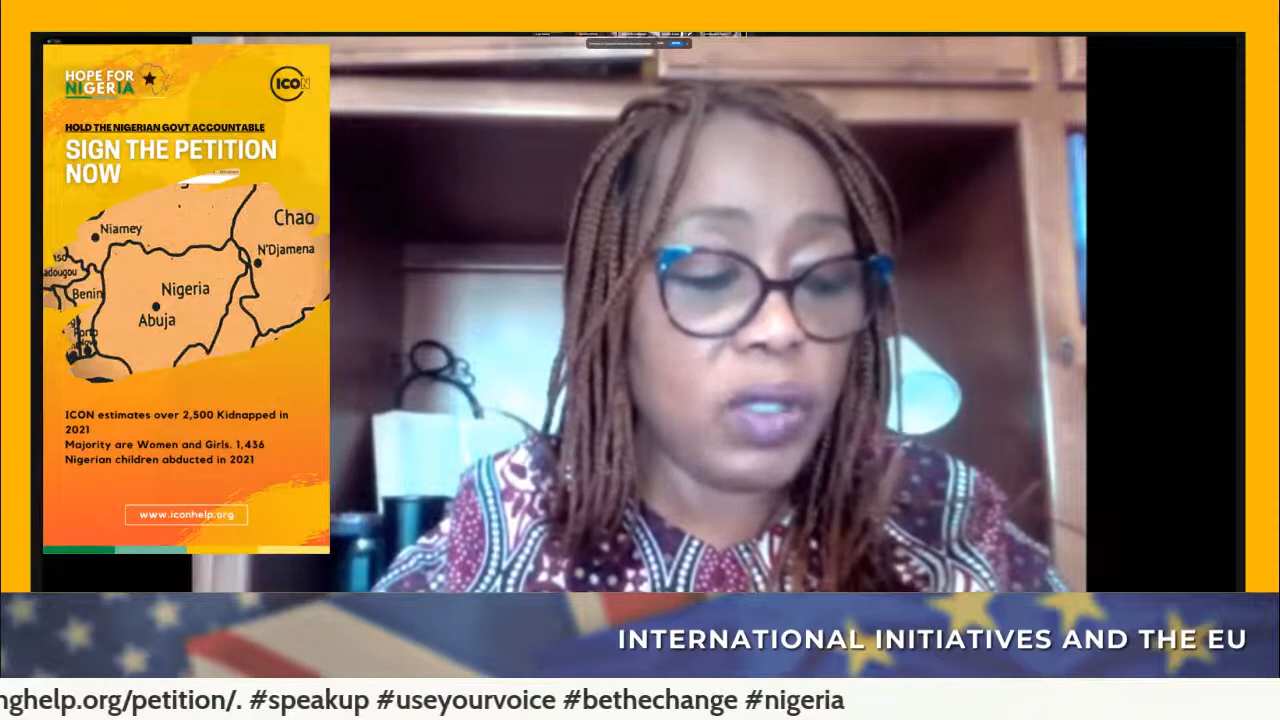 HOPE FOR
NIGERIA
ICON
HOLD THE NIGERIAN GOVT ACCOUNTABLE
SIGN THE PETITION
NOW
Niamey
Chad
N'Djamena
Nigeria
Benin
Abuja
Porto
ICON estimates over 2,500 Kidnapped in
2021
Majority are Women and Girls. 1,436
Nigerian children abducted in 2021
www.iconhelp.org
INTERNATIONAL INITIATIVES AND THE EU
nghelp.org/petition/. #speakup #useyourvoice #bethechange #nigeria